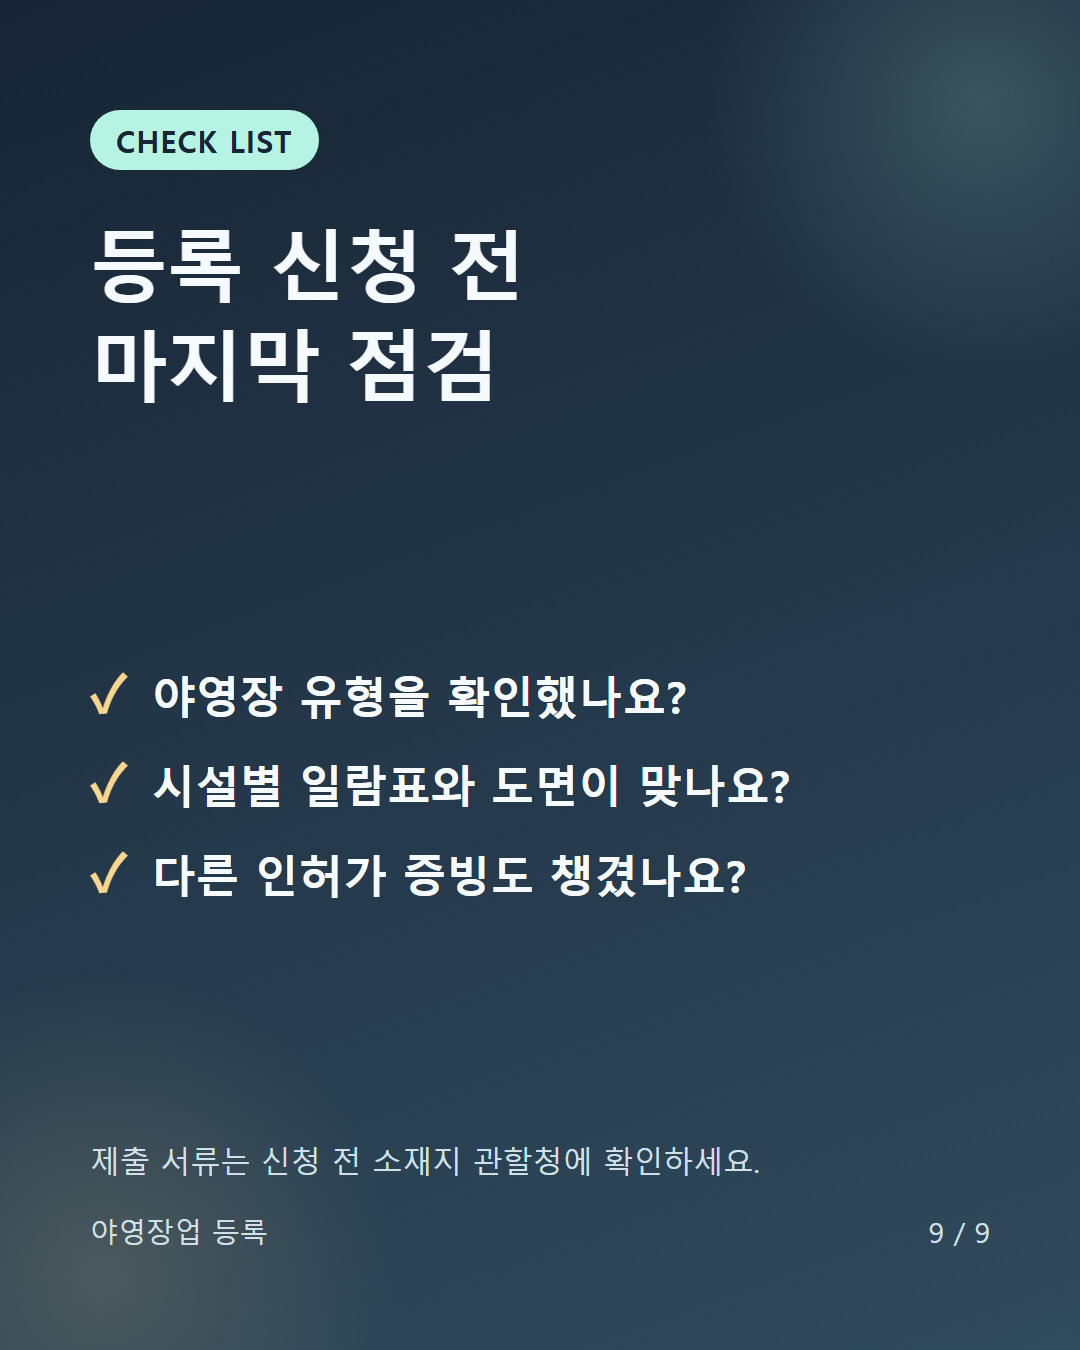 CHECK LIST
등록 신청 전
마지막 점검
✓ 야영장 유형을 확인했나요?
✓ 시설별 일람표와 도면이 맞나요?
✓ 다른 인허가 증빙도 챙겼나요?
제출 서류는 신청 전 소재지 관할청에 확인하세요.
야영장업 등록
9 / 9